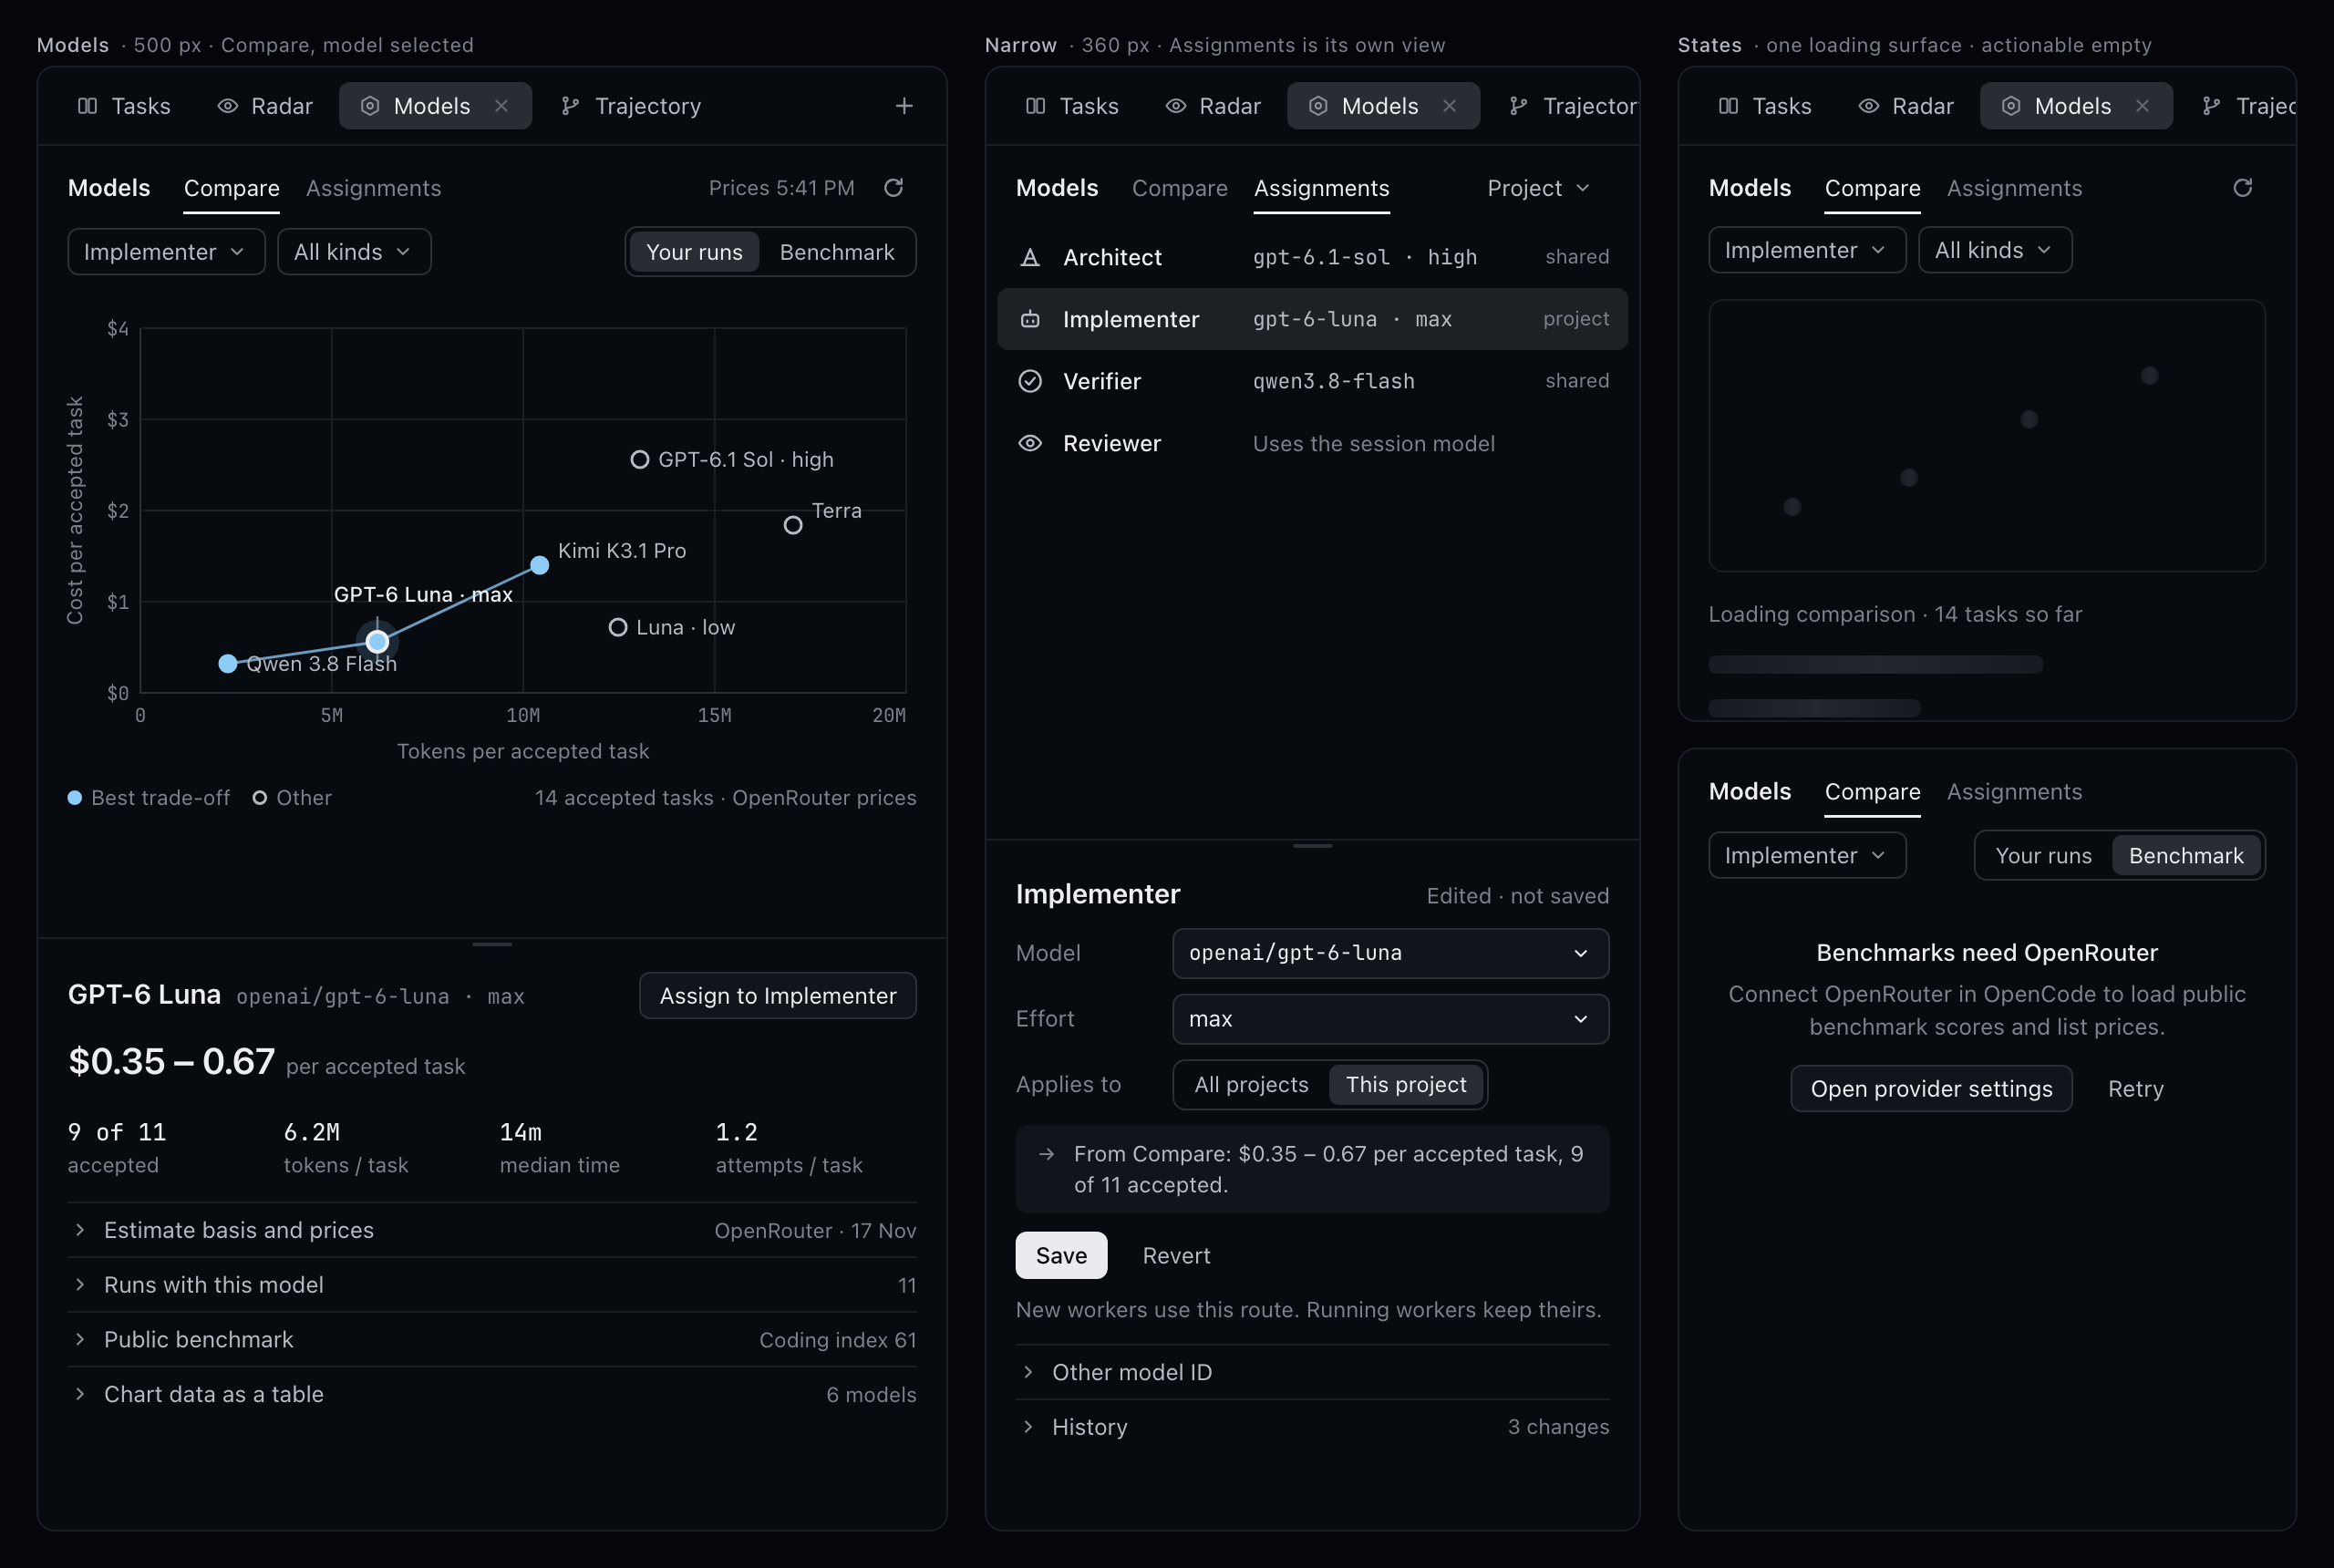 Models · 500 px · Compare, model selected
Tasks Radar Models Trajectory
Models Compare Assignments Prices 5:41 PM
Implementer All kinds Your runs Benchmark
Cost per accepted task
$4
$3
GPT-6.1 Sol · high
$2
Terra
Kimi K3.1 Pro
$1
GPT-6 Luna · max
Luna · low
Qwen 3.8 Flash
$0
0 5M 10M 15M 20M
Tokens per accepted task
Best trade-off Other 14 accepted tasks · OpenRouter prices
GPT-6 Luna openai/gpt-6-luna · max Assign to Implementer
$0.35 – 0.67 per accepted task
9 of 11 6.2M 14m 1.2
accepted tokens / task median time attempts / task
Estimate basis and prices OpenRouter · 17 Nov
Runs with this model 11
Public benchmark Coding index 61
Chart data as a table 6 models
Narrow · 360 px · Assignments is its own view
Tasks Radar Models Trajector
Models Compare Assignments Project
Architect gpt-6.1-sol · high shared
Implementer gpt-6-luna · max project
Verifier qwen3.8-flash shared
Reviewer Uses the session model
Implementer Edited · not saved
Model openai/gpt-6-luna
Effort max
Applies to All projects This project
→ From Compare: $0.35 – 0.67 per accepted task, 9
of 11 accepted.
Save Revert
New workers use this route. Running workers keep theirs.
Other model ID
History 3 changes
States · one loading surface · actionable empty
Tasks Radar Models Trajec
Models Compare Assignments
Implementer All kinds
Loading comparison · 14 tasks so far
Models Compare Assignments
Implementer Your runs Benchmark
Benchmarks need OpenRouter
Connect OpenRouter in OpenCode to load public
benchmark scores and list prices.
Open provider settings Retry